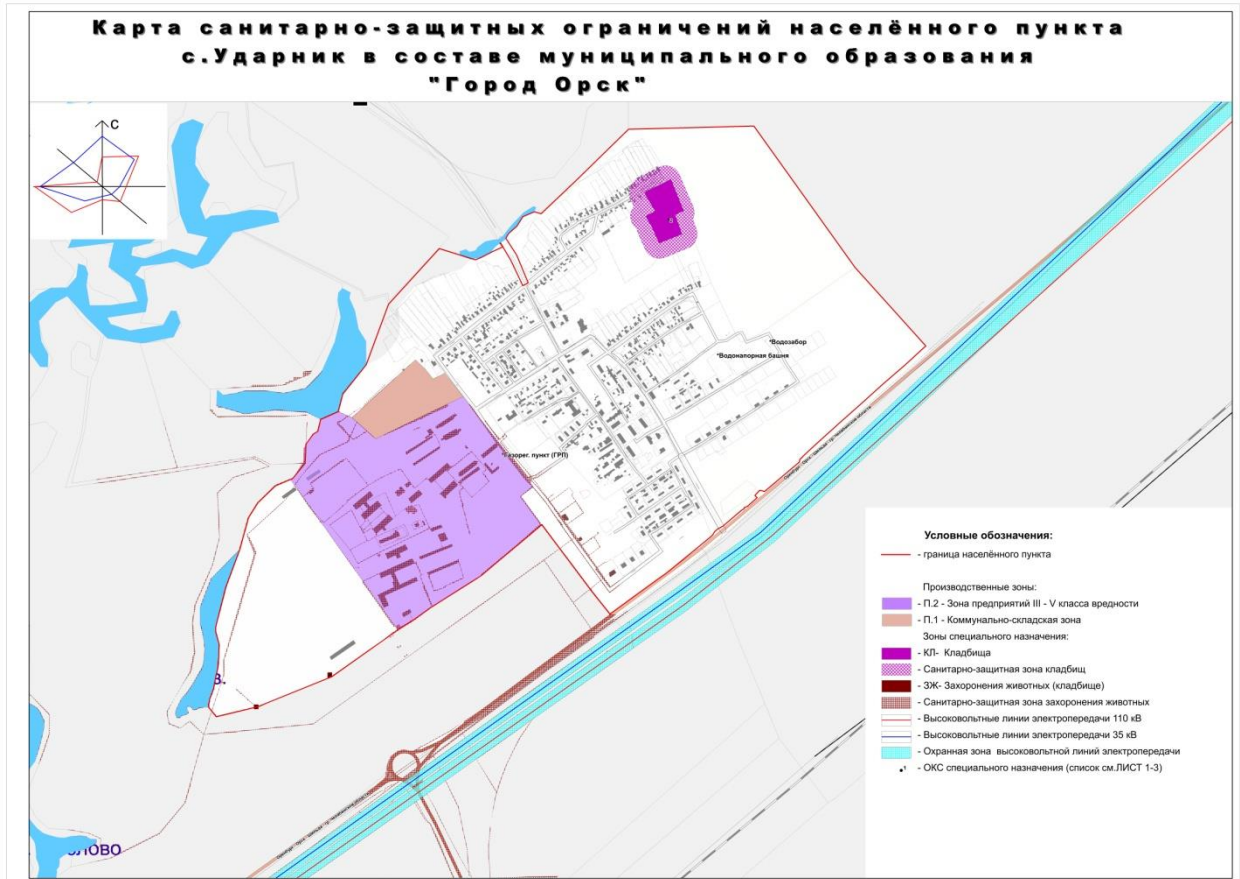 Карта санитарно-защитных ограничений населённого пункта
с.Ударник в составе муниципального образования
"Город Орск"
С
*Водозабор
*Водонапорная башня
пункт (ГРП)
Условные обозначения:
- граница населённого пункта
Производственные зоны:
- П.2 - Зона предприятий III - V класса вредности
- П.1 - Коммунально-складская зона
Зоны специального назначения:
- КЛ- Кладбища
- Санитарно-защитная зона кладбищ
- ЗЖ- Захоронения животных (кладбище)
- Санитарно-защитная зона захоронения животных
- Высоковольтные линии электропередачи 110 кВ
- Высоковольтные линии электропередачи 35 кВ
- Охранная зона высоковольтной линий электропередачи
- ОКС специального назначения (список см.ЛИСТ 1-3)